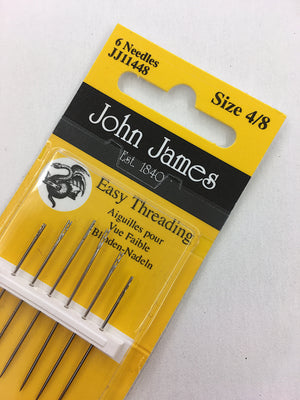 6 Needles
JJ11448
Size 4/8
John James
Est. 1840
Easy Threading
Aiguilles pour
Vue Faible
Blinden-Nadeln